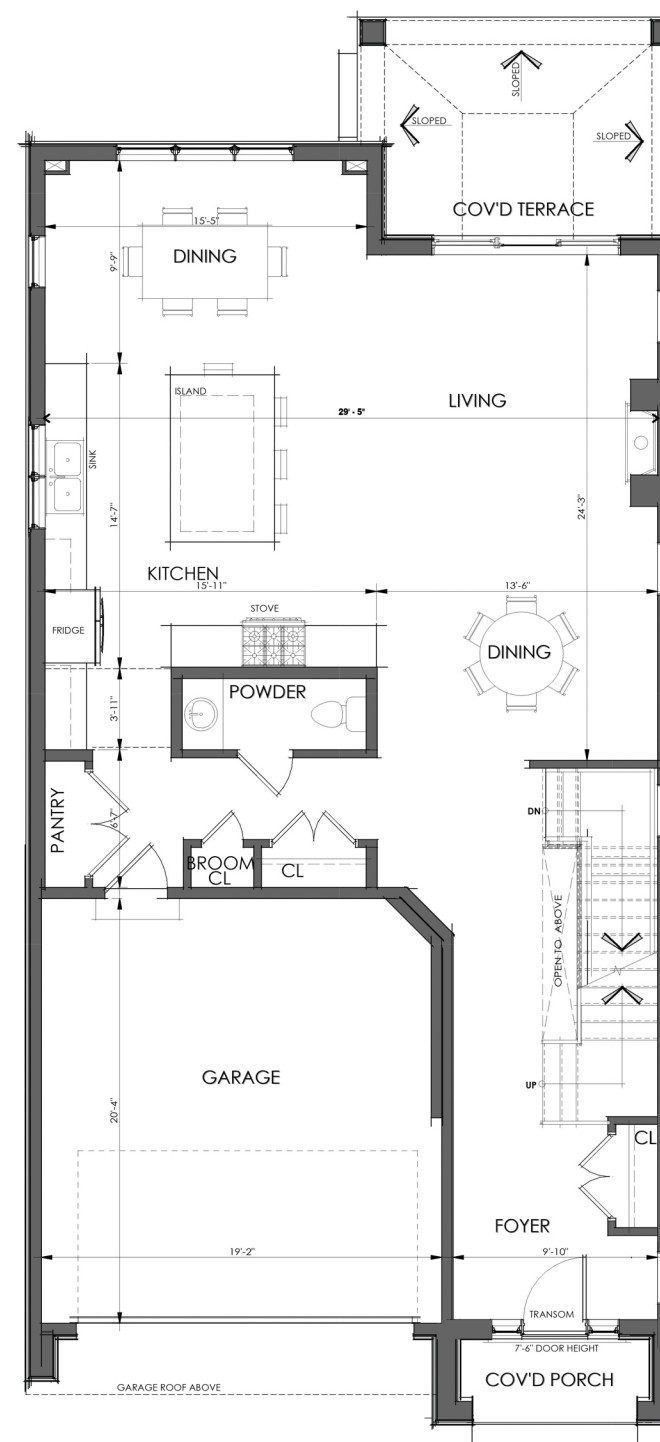 SLOPED
SLOPED
SLOPED
COV'D TERRACE
15'-5"
DINING
9'-9"
ISLAND
LIVING
29' - 5"
SINK
14'-7"
24'-3"
KITCHEN
15'-11"
13'-6"
STOVE
FRIDGE
DINING
POWDER
3'-11"
PANTRY
6'-7"
BROOM
CL
CL
DN
OPEN TO ABOVE
UP
GARAGE
20'-4"
CL
FOYER
19'-2"
9'-10"
TRANSOM
7'-6" DOOR HEIGHT
COV'D PORCH
GARAGE ROOF ABOVE